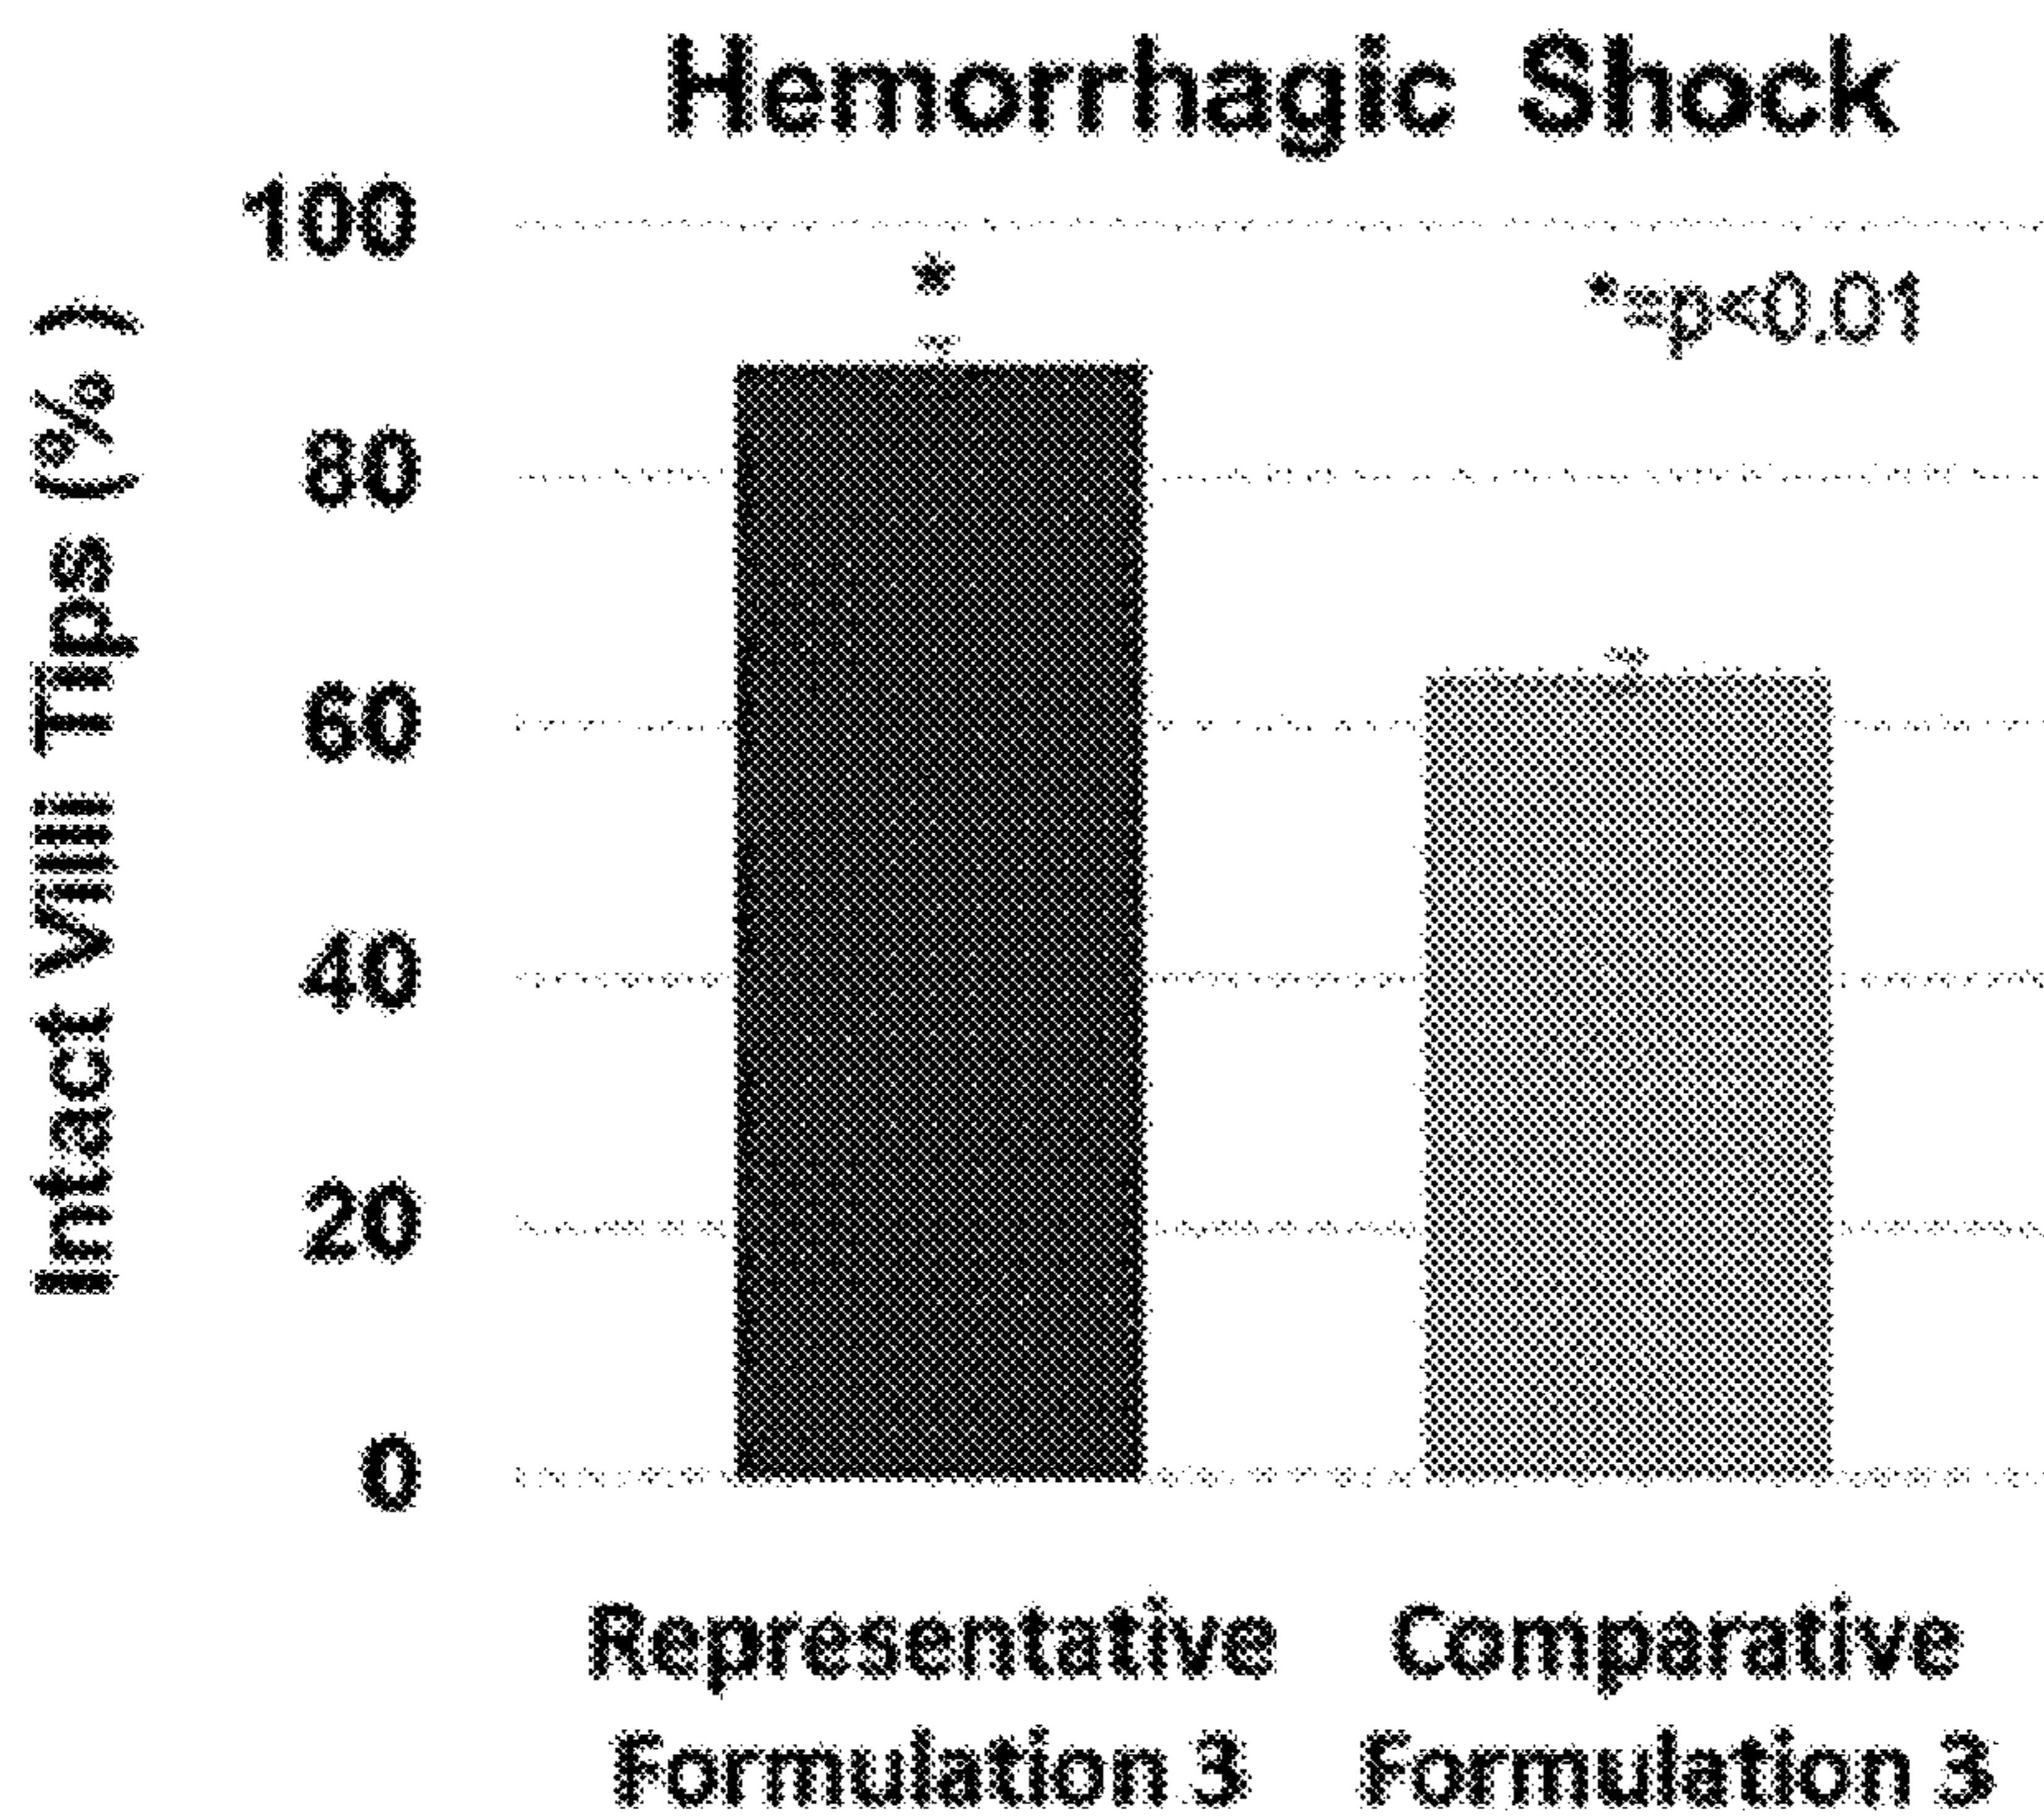 Hemorrhagic Shock
Intact Villi Tips (%)
100
80
60
40
20
0
*
*=p<0.01
Representative
Formulation 3
Comparative
Formulation 3